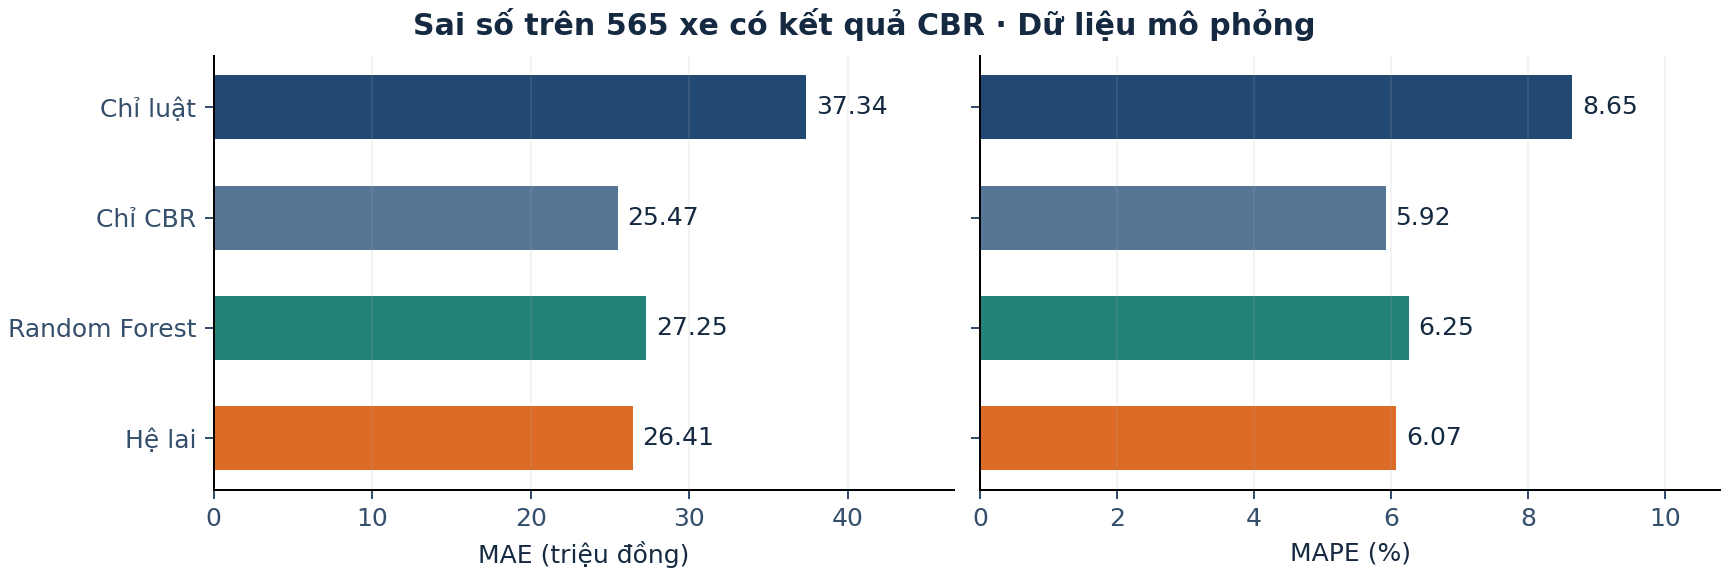 Sai số trên 565 xe có kết quả CBR · Dữ liệu mô phỏng
Chỉ luật
37.34
8.65
Chỉ CBR
25.47
5.92
Random Forest
27.25
6.25
Hệ lai
26.41
6.07
0 10 20 30 40
0 2 4 6 8 10
MAE (triệu đồng)
MAPE (%)